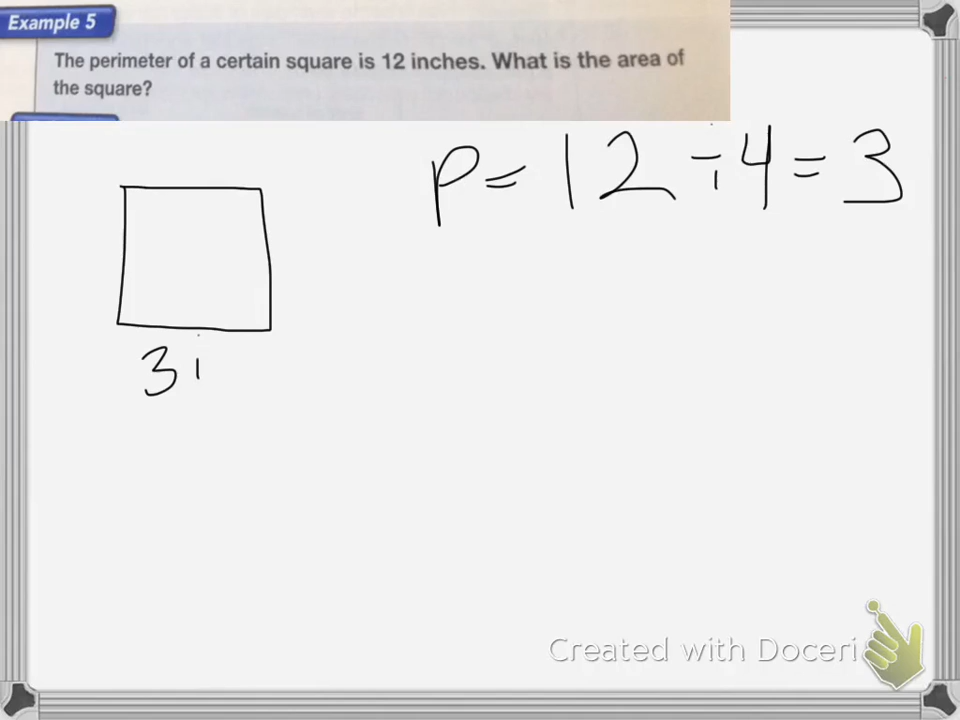 Example 5
The perimeter of a certain square is 12 inches. What is the area of
the square?
P = 12 ÷ 4 = 3
3 i
Created with Doceri